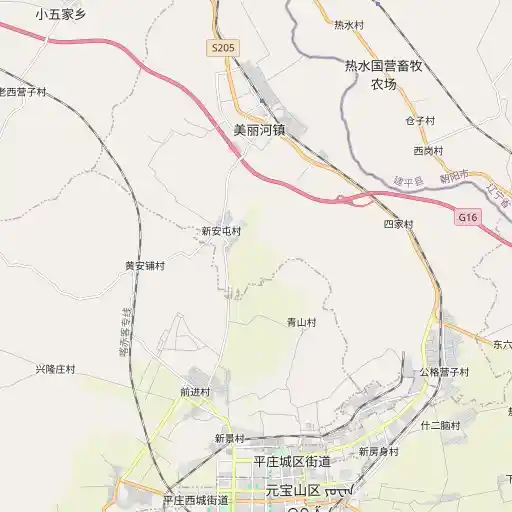 小五家乡
热水村
S205
热水国营畜牧
农场
老西营子村
仓子村
美丽河镇
西岗村
建平县
朝阳市
辽宁省
G16
四家村
新安屯村
黄安铺村
喀赤客专线
青山村
东六
兴隆庄村
公格营子村
前进村
什二脑村
新景村
新房身村
平庄城区街道
元宝山区
平庄西城街道